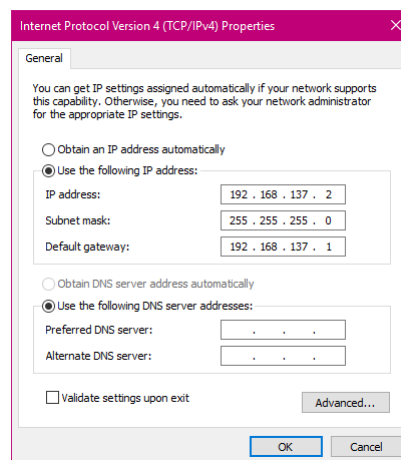 Internet Protocol Version 4 (TCP/IPv4) Properties
General
You can get IP settings assigned automatically if your network supports
this capability. Otherwise, you need to ask your network administrator
for the appropriate IP settings.
Obtain an IP address automatically
Use the following IP address:
IP address: 192 . 168 . 137 . 2
Subnet mask: 255 . 255 . 255 . 0
Default gateway: 192 . 168 . 137 . 1
Obtain DNS server address automatically
Use the following DNS server addresses:
Preferred DNS server: . . .
Alternate DNS server: . . .
Validate settings upon exit
Advanced...
OK Cancel